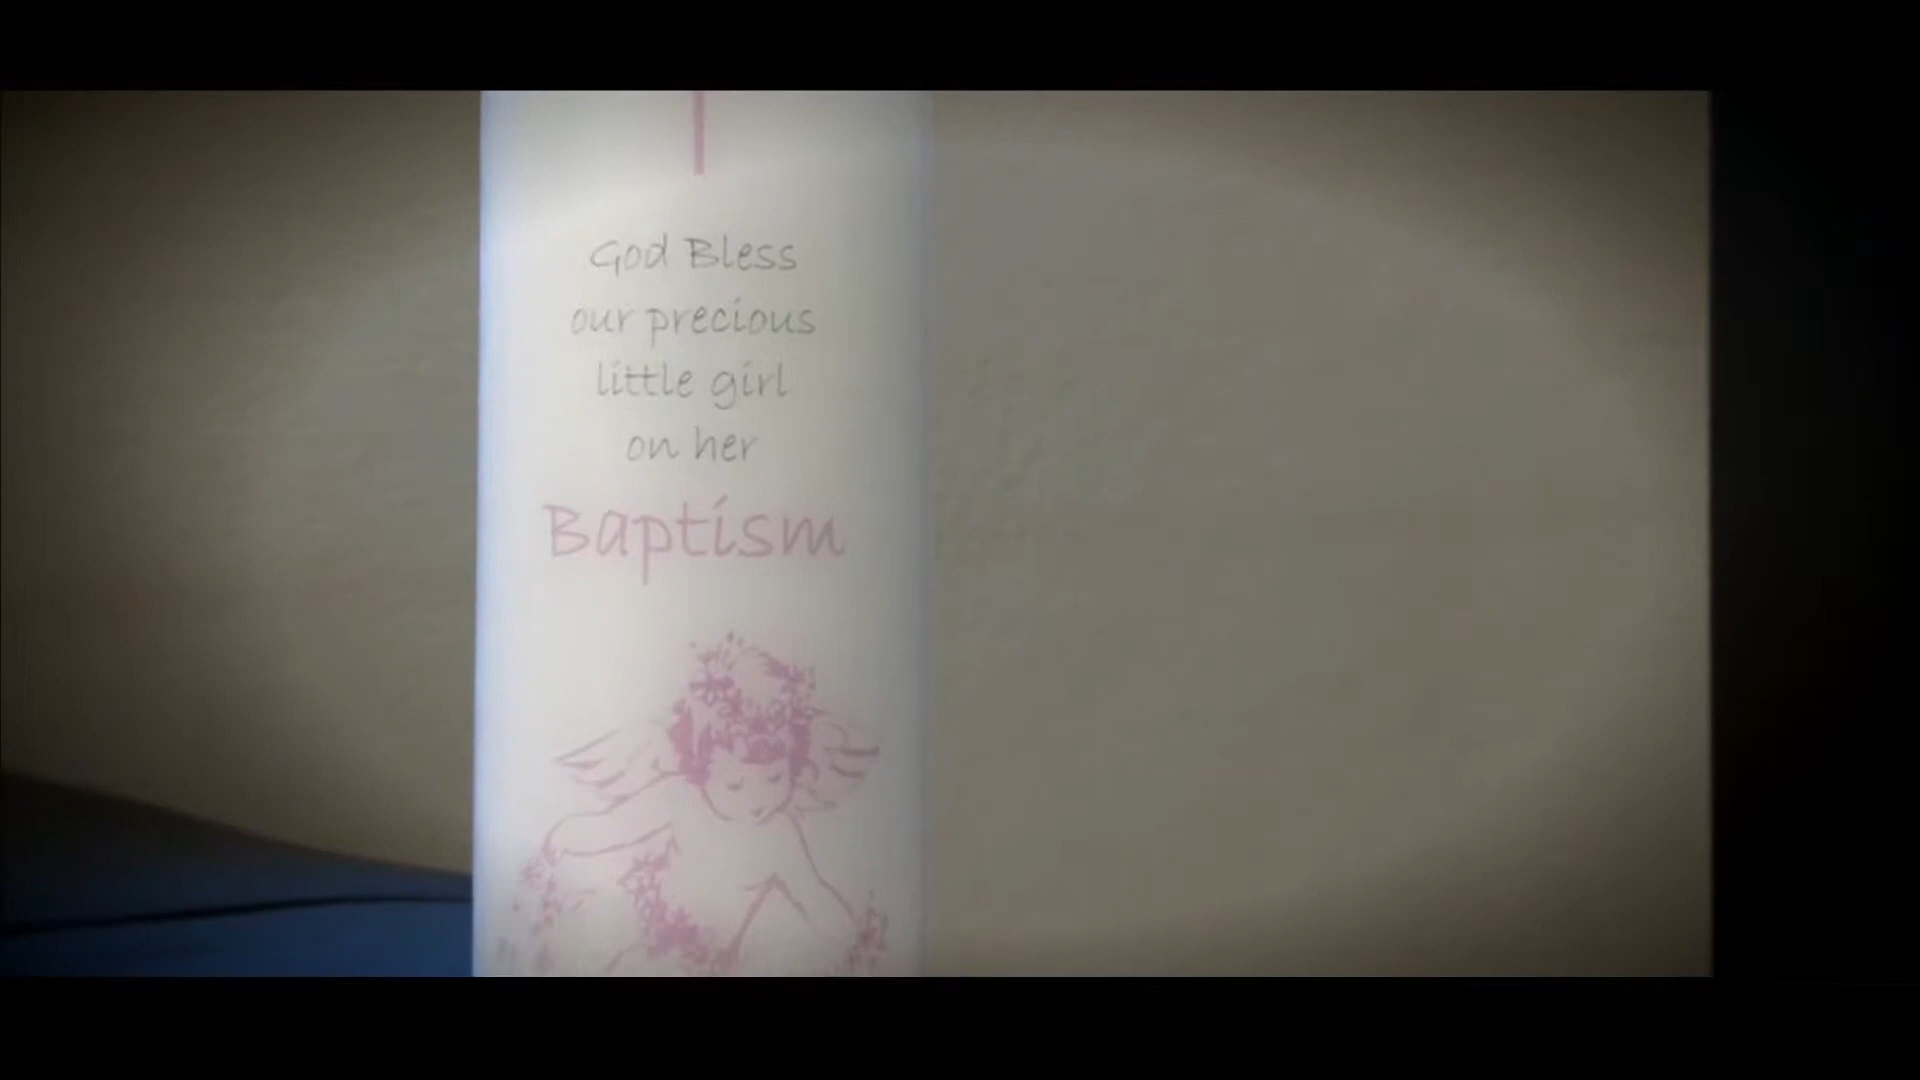 God Bless
our precious
little girl
on her
Baptism